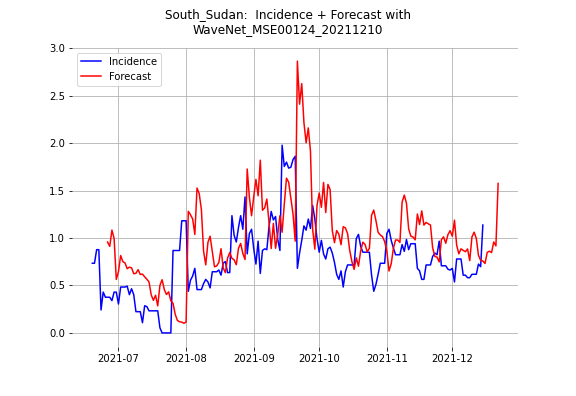 South_Sudan:  Incidence + Forecast with
WaveNet_MSE00124_20211210
3.0
Incidence
Forecast
2.5
2.0
1.5
1.0
0.5
0.0
2021-07 2021-08 2021-09 2021-10 2021-11 2021-12